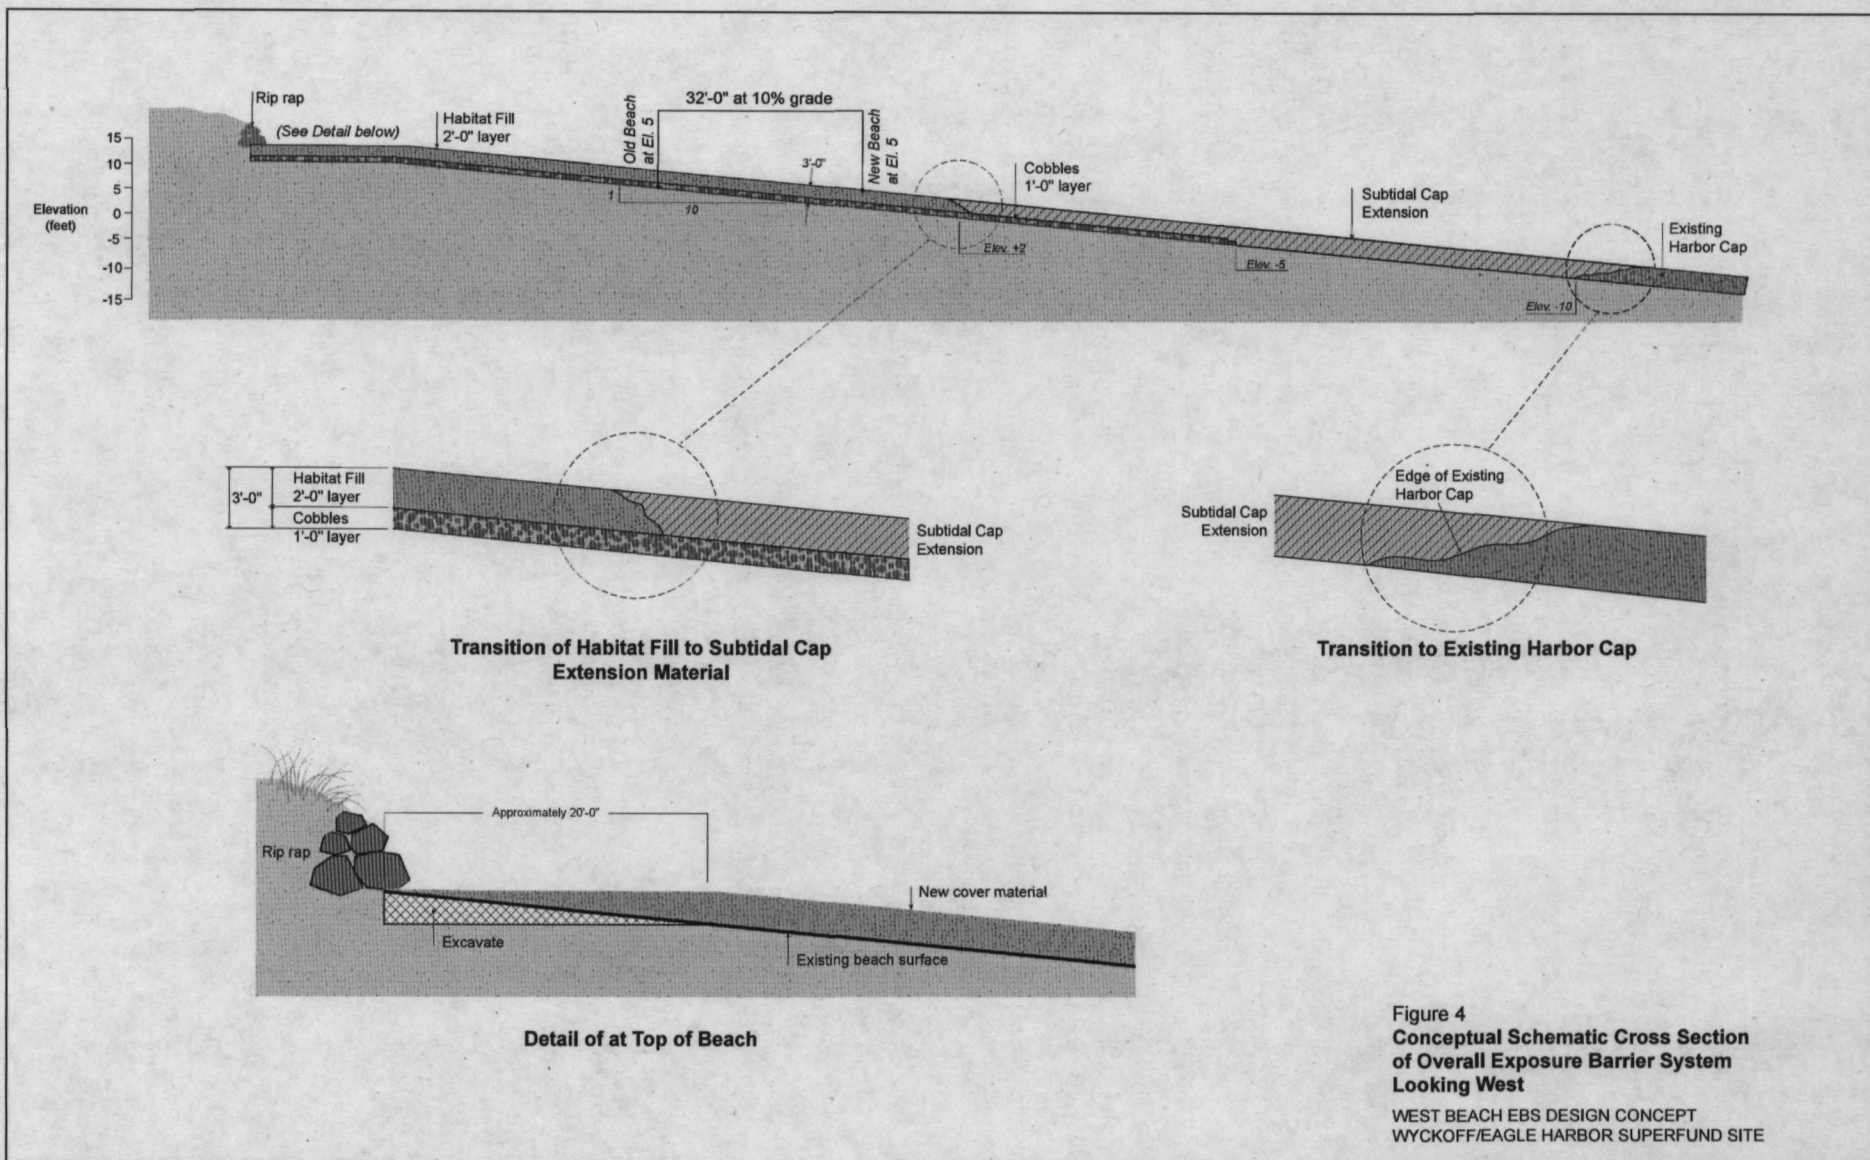 Rip rap
(See Detail below)
Habitat Fill
2'-0" layer
Old Beach
at El. 5
32'-0" at 10% grade
New Beach
at El. 5
3'-0"
1
10
Cobbles
1'-0" layer
Subtidal Cap
Extension
Existing
Harbor Cap
Elev. +2
Elev. -5
Elev. -10
Elevation
(feet)
15
10
5
0
-5
-10
-15
3'-0"
Habitat Fill
2'-0" layer
Cobbles
1'-0" layer
Subtidal Cap
Extension
Transition of Habitat Fill to Subtidal Cap
Extension Material
Subtidal Cap
Extension
Edge of Existing
Harbor Cap
Transition to Existing Harbor Cap
Approximately 20'-0"
Rip rap
New cover material
Excavate
Existing beach surface
Detail of at Top of Beach
Figure 4
Conceptual Schematic Cross Section
of Overall Exposure Barrier System
Looking West
WEST BEACH EBS DESIGN CONCEPT
WYCKOFF/EAGLE HARBOR SUPERFUND SITE